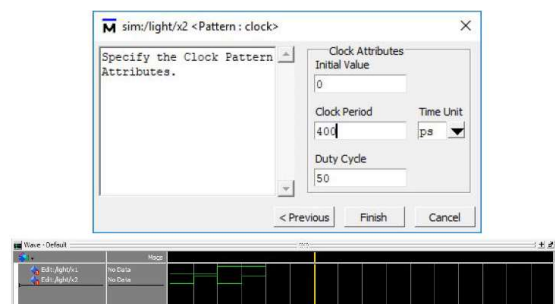 sim:/light/x2 <Pattern : clock>
Specify the Clock Pattern
Attributes.
Clock Attributes
Initial Value
0
Clock Period
Time Unit
400
ps
Duty Cycle
50
< Previous
Finish
Cancel
Wave - Default
Msgs
Edit:/light/x1
No Data
Edit:/light/x2
No Data